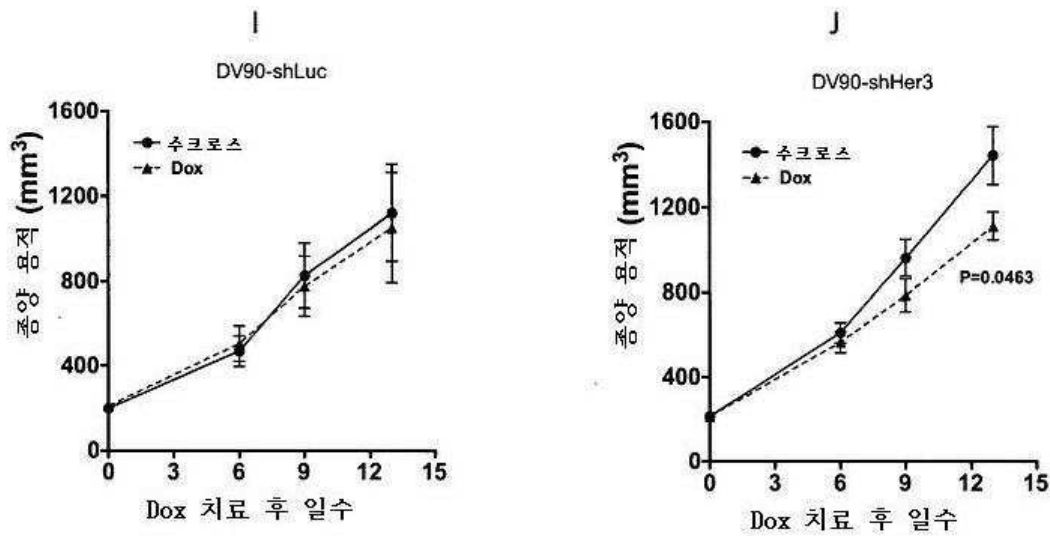 I
DV90-shLuc
1600
1200
800
400
0
종양 용적 (mm³)
수크로스
Dox
0 3 6 9 12 15
Dox 치료 후 일수
J
DV90-shHer3
1600
1200
800
400
0
종양 용적 (mm³)
수크로스
Dox
P=0.0463
0 3 6 9 12 15
Dox 치료 후 일수